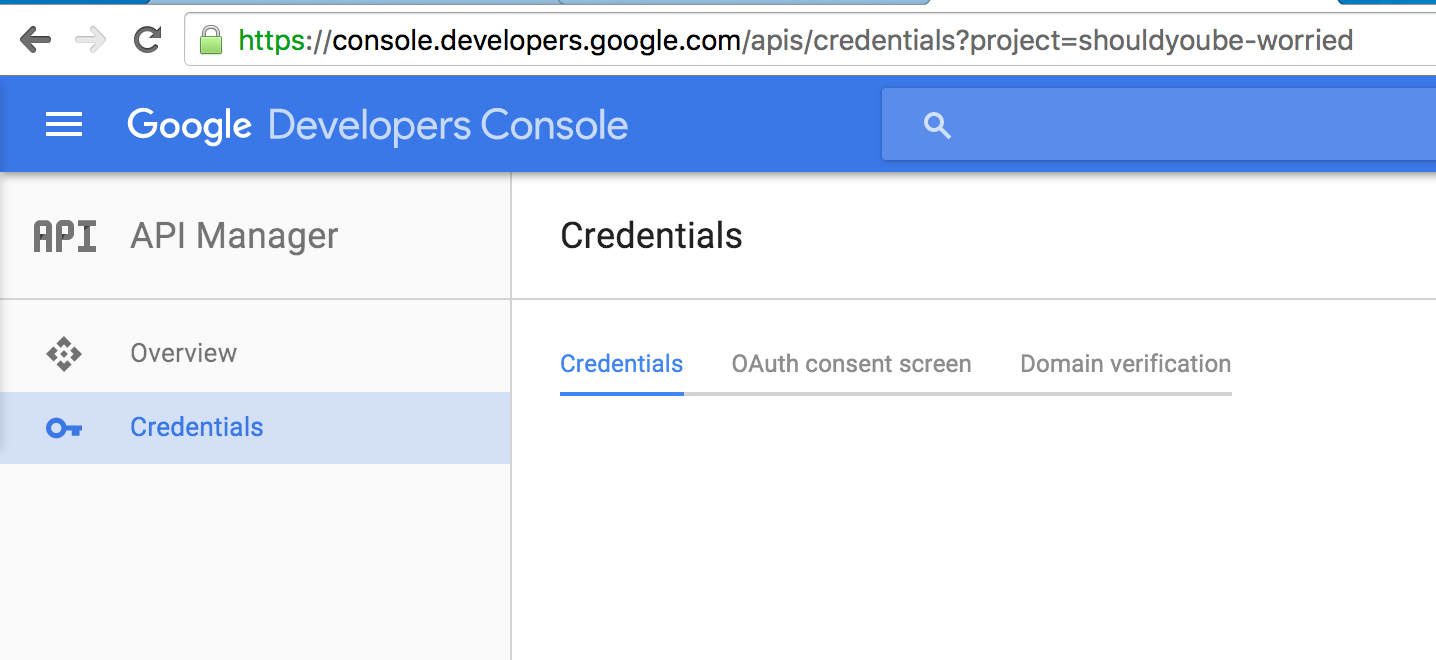 https://console.developers.google.com/apis/credentials?project=shouldyoube-worried
Google Developers Console
API API Manager
Credentials
Overview
Credentials
Credentials OAuth consent screen Domain verification